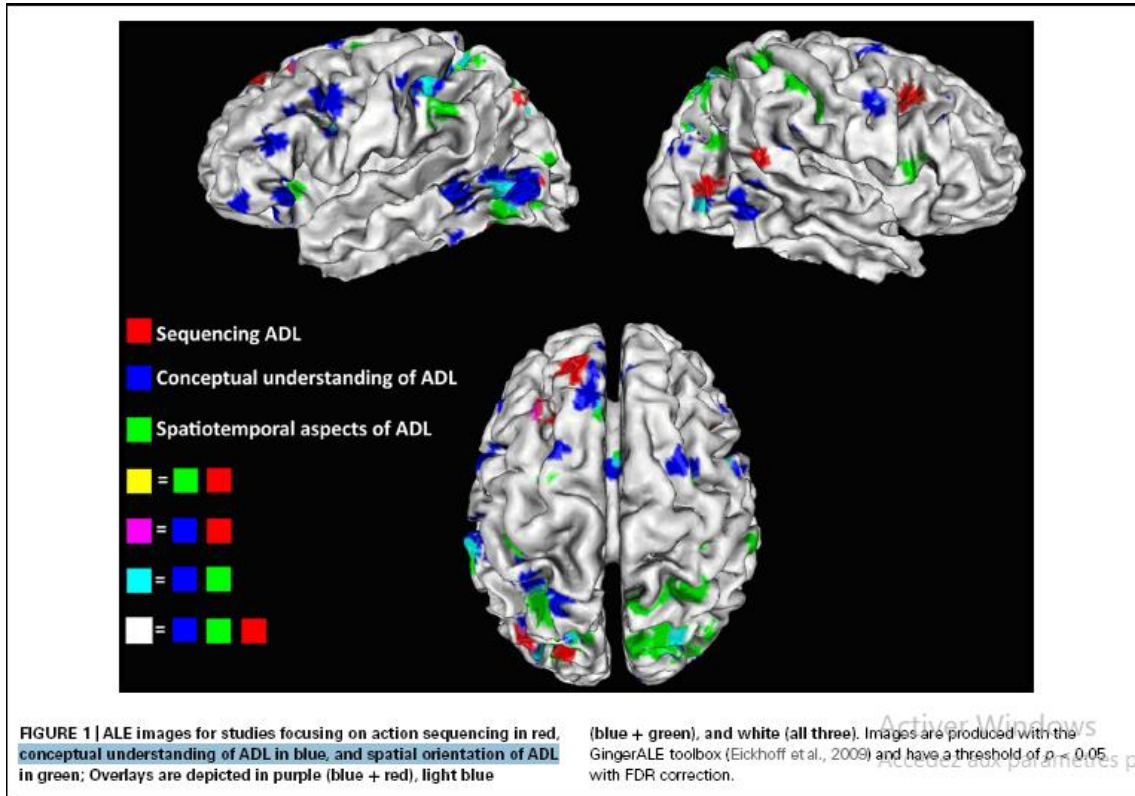 Sequencing ADL
Conceptual understanding of ADL
Spatiotemporal aspects of ADL
=
=
=
=
FIGURE 1 | ALE images for studies focusing on action sequencing in red,
conceptual understanding of ADL in blue, and spatial orientation of ADL
in green; Overlays are depicted in purple (blue + red), light blue
(blue + green), and white (all three). Images are produced with the
GingerALE toolbox (Eickhoff et al., 2009) and have a threshold of p < 0.05
with FDR correction.
Activer Windows
Accédez aux paramètres p